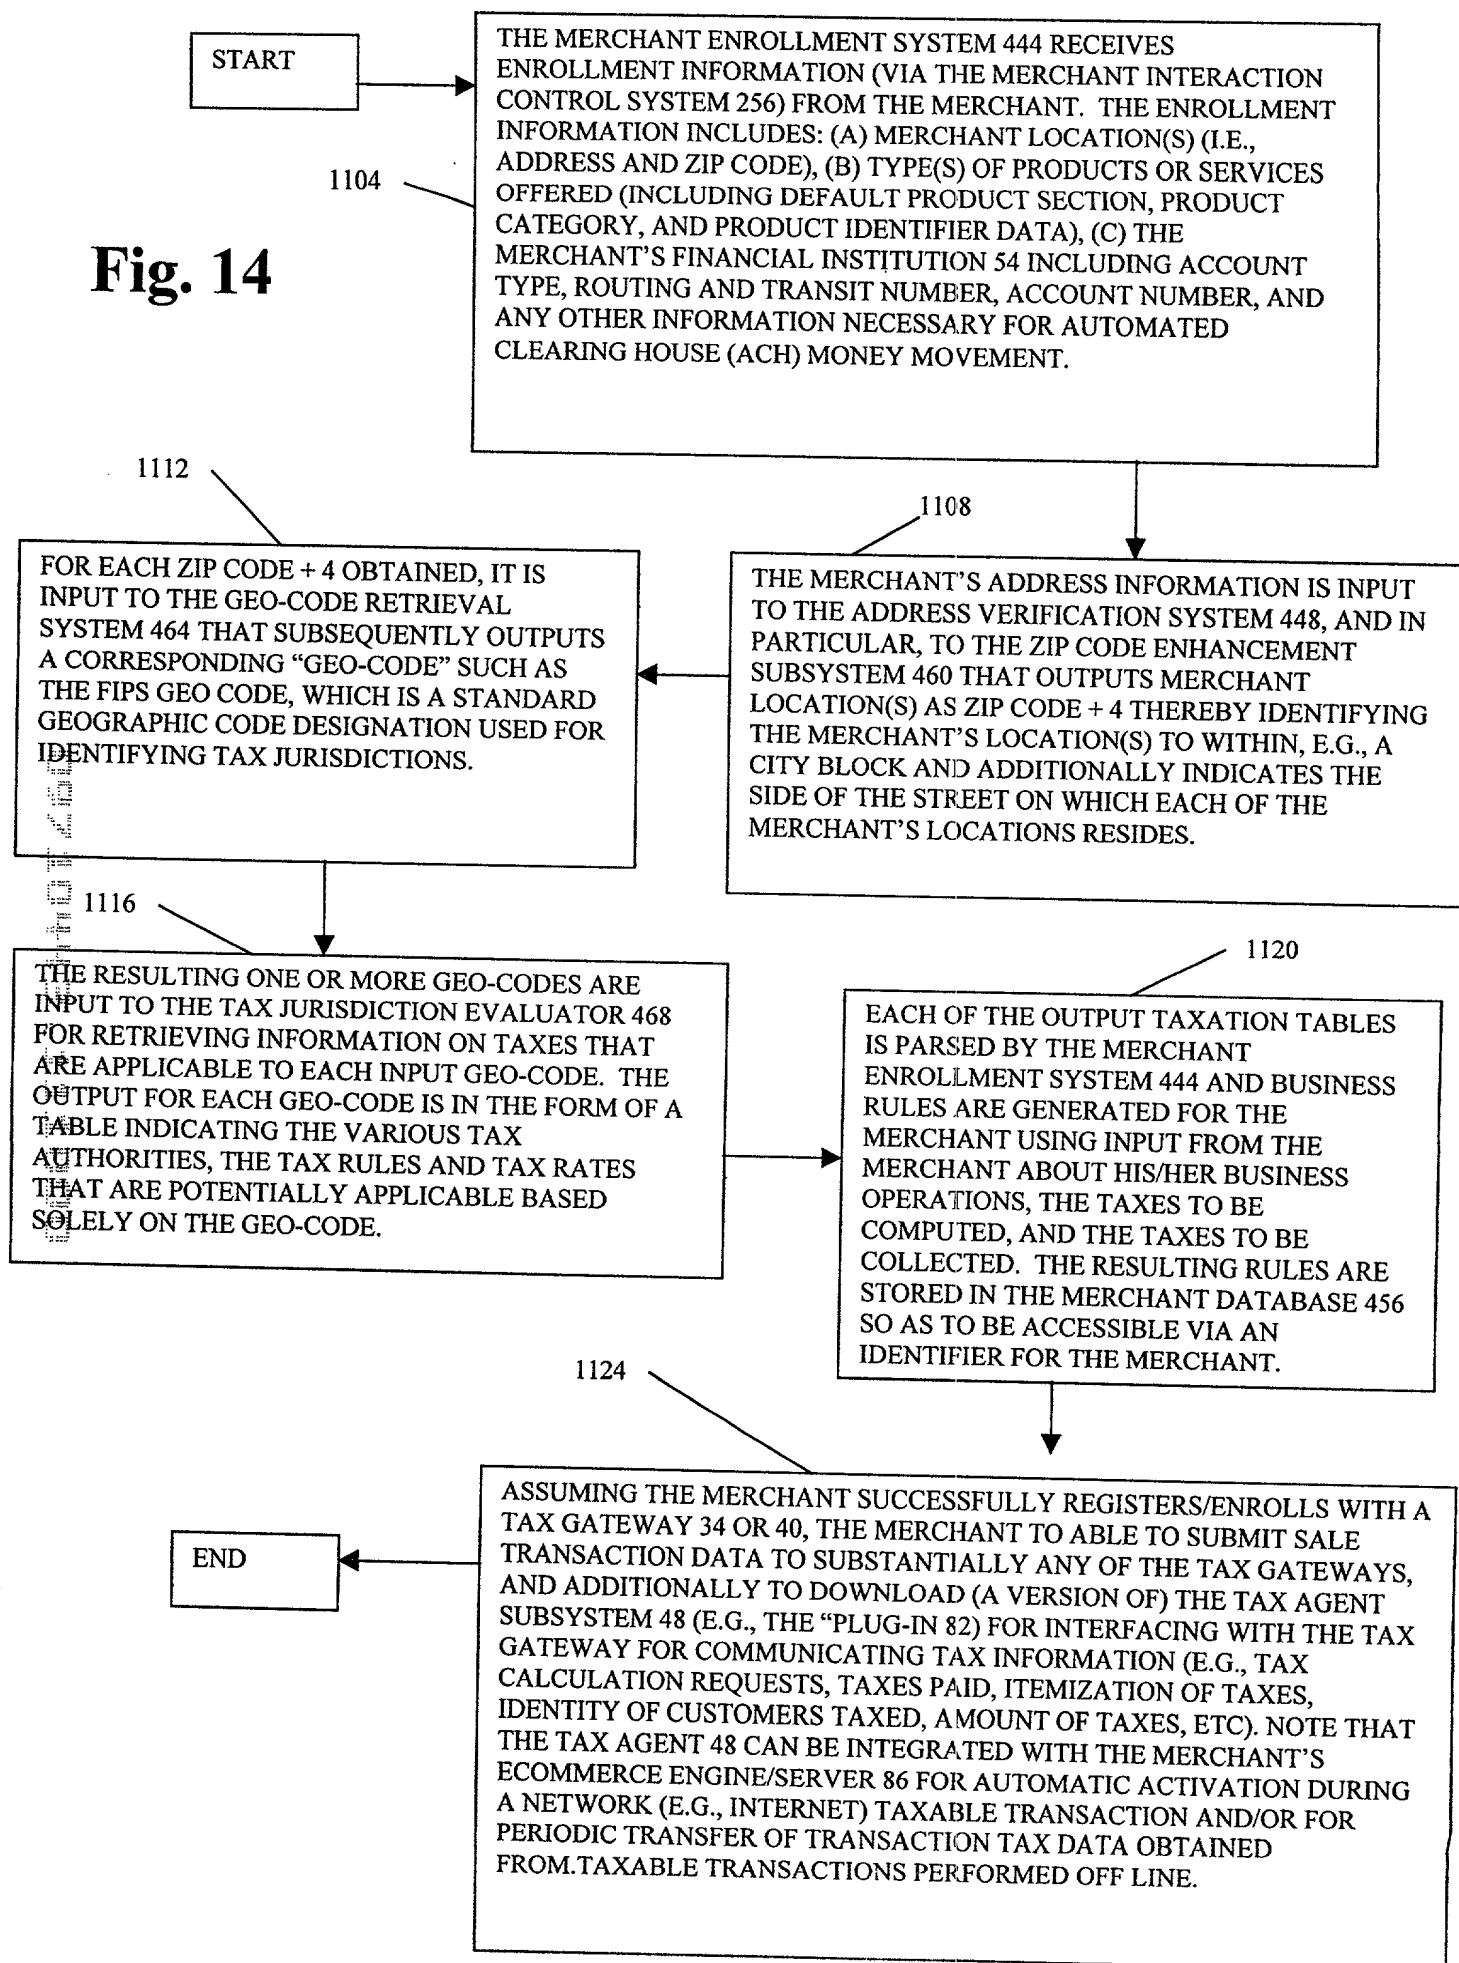 START
THE MERCHANT ENROLLMENT SYSTEM 444 RECEIVES
ENROLLMENT INFORMATION (VIA THE MERCHANT INTERACTION
CONTROL SYSTEM 256) FROM THE MERCHANT. THE ENROLLMENT
INFORMATION INCLUDES: (A) MERCHANT LOCATION(S) (I.E.,
ADDRESS AND ZIP CODE), (B) TYPE(S) OF PRODUCTS OR SERVICES
OFFERED (INCLUDING DEFAULT PRODUCT SECTION, PRODUCT
CATEGORY, AND PRODUCT IDENTIFIER DATA), (C) THE
MERCHANT'S FINANCIAL INSTITUTION 54 INCLUDING ACCOUNT
TYPE, ROUTING AND TRANSIT NUMBER, ACCOUNT NUMBER, AND
ANY OTHER INFORMATION NECESSARY FOR AUTOMATED
CLEARING HOUSE (ACH) MONEY MOVEMENT.
1104
Fig. 14
1108
THE MERCHANT'S ADDRESS INFORMATION IS INPUT
TO THE ADDRESS VERIFICATION SYSTEM 448, AND IN
PARTICULAR, TO THE ZIP CODE ENHANCEMENT
SUBSYSTEM 460 THAT OUTPUTS MERCHANT
LOCATION(S) AS ZIP CODE + 4 THEREBY IDENTIFYING
THE MERCHANT'S LOCATION(S) TO WITHIN, E.G., A
CITY BLOCK AND ADDITIONALLY INDICATES THE
SIDE OF THE STREET ON WHICH EACH OF THE
MERCHANT'S LOCATIONS RESIDES.
1112
FOR EACH ZIP CODE + 4 OBTAINED, IT IS
INPUT TO THE GEO-CODE RETRIEVAL
SYSTEM 464 THAT SUBSEQUENTLY OUTPUTS
A CORRESPONDING “GEO-CODE” SUCH AS
THE FIPS GEO CODE, WHICH IS A STANDARD
GEOGRAPHIC CODE DESIGNATION USED FOR
IDENTIFYING TAX JURISDICTIONS.
1116
THE RESULTING ONE OR MORE GEO-CODES ARE
INPUT TO THE TAX JURISDICTION EVALUATOR 468
FOR RETRIEVING INFORMATION ON TAXES THAT
ARE APPLICABLE TO EACH INPUT GEO-CODE. THE
OUTPUT FOR EACH GEO-CODE IS IN THE FORM OF A
TABLE INDICATING THE VARIOUS TAX
AUTHORITIES, THE TAX RULES AND TAX RATES
THAT ARE POTENTIALLY APPLICABLE BASED
SOLELY ON THE GEO-CODE.
1120
EACH OF THE OUTPUT TAXATION TABLES
IS PARSED BY THE MERCHANT
ENROLLMENT SYSTEM 444 AND BUSINESS
RULES ARE GENERATED FOR THE
MERCHANT USING INPUT FROM THE
MERCHANT ABOUT HIS/HER BUSINESS
OPERATIONS, THE TAXES TO BE
COMPUTED, AND THE TAXES TO BE
COLLECTED. THE RESULTING RULES ARE
STORED IN THE MERCHANT DATABASE 456
SO AS TO BE ACCESSIBLE VIA AN
IDENTIFIER FOR THE MERCHANT.
1124
ASSUMING THE MERCHANT SUCCESSFULLY REGISTERS/ENROLLS WITH A
TAX GATEWAY 34 OR 40, THE MERCHANT TO ABLE TO SUBMIT SALE
TRANSACTION DATA TO SUBSTANTIALLY ANY OF THE TAX GATEWAYS,
AND ADDITIONALLY TO DOWNLOAD (A VERSION OF) THE TAX AGENT
SUBSYSTEM 48 (E.G., THE “PLUG-IN 82) FOR INTERFACING WITH THE TAX
GATEWAY FOR COMMUNICATING TAX INFORMATION (E.G., TAX
CALCULATION REQUESTS, TAXES PAID, ITEMIZATION OF TAXES,
IDENTITY OF CUSTOMERS TAXED, AMOUNT OF TAXES, ETC). NOTE THAT
THE TAX AGENT 48 CAN BE INTEGRATED WITH THE MERCHANT'S
ECOMMERCE ENGINE/SERVER 86 FOR AUTOMATIC ACTIVATION DURING
A NETWORK (E.G., INTERNET) TAXABLE TRANSACTION AND/OR FOR
PERIODIC TRANSFER OF TRANSACTION TAX DATA OBTAINED
FROM.TAXABLE TRANSACTIONS PERFORMED OFF LINE.
END